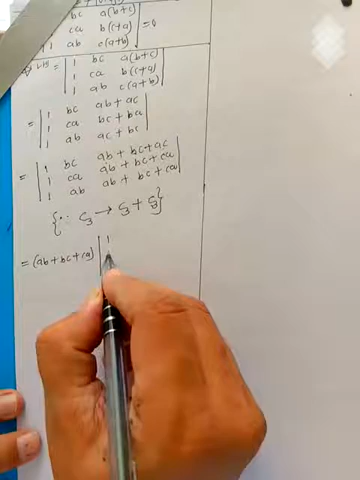 bc a(b+c)
ca b(c+a) = 0
1 ab c(a+b)
LHS = | 1 bc a(b+c) |
1 ca b(c+a)
1 ab c(a+b)
= | 1 bc ab + ac |
1 ca bc + ba
1 ab ac + bc
= | 1 bc ab + bc + ac |
1 ca ab + bc + ca
1 ab ab + bc + ca
{∵ C3 → C3 + C3}
= (ab + bc + ca) | 1